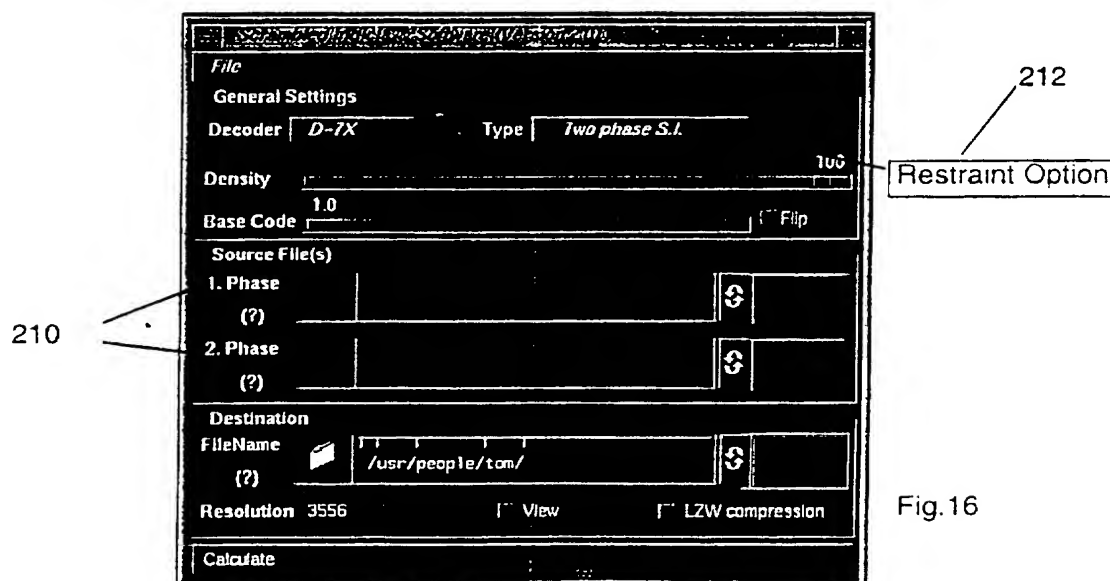 File
General Settings
Decoder D-7X Type Two phase S.I.
212
100
Density
Restraint Option
1.0
Base Code Flip
Source File(s)
1. Phase
(?)
210
2. Phase
(?)
Destination
FileName
/usr/people/tom/
(?)
Resolution 3556 View LZW compression
Fig.16
Calculate